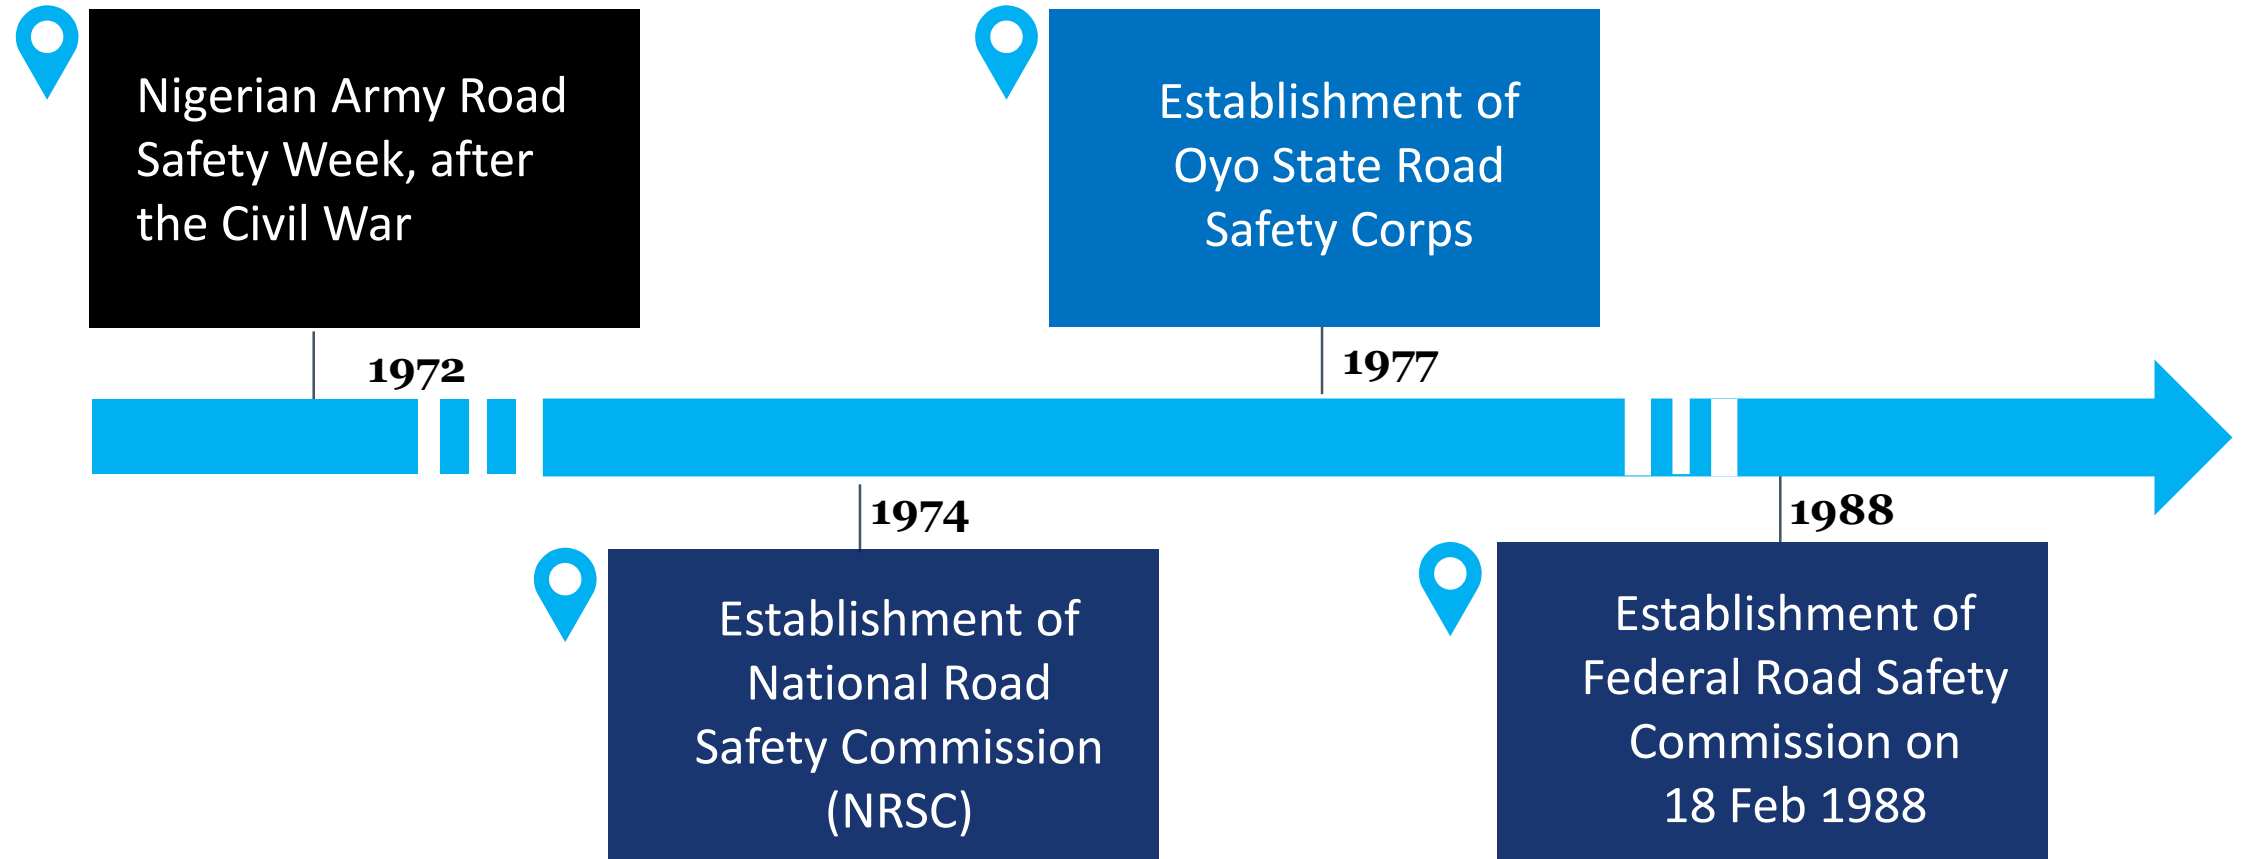 Nigerian Army Road
Safety Week, after
the Civil War
1972
Establishment of
National Road
Safety Commission
(NRSC)
1974
Establishment of
Oyo State Road
Safety Corps
1977
Establishment of
Federal Road Safety
Commission on
18 Feb 1988
1988